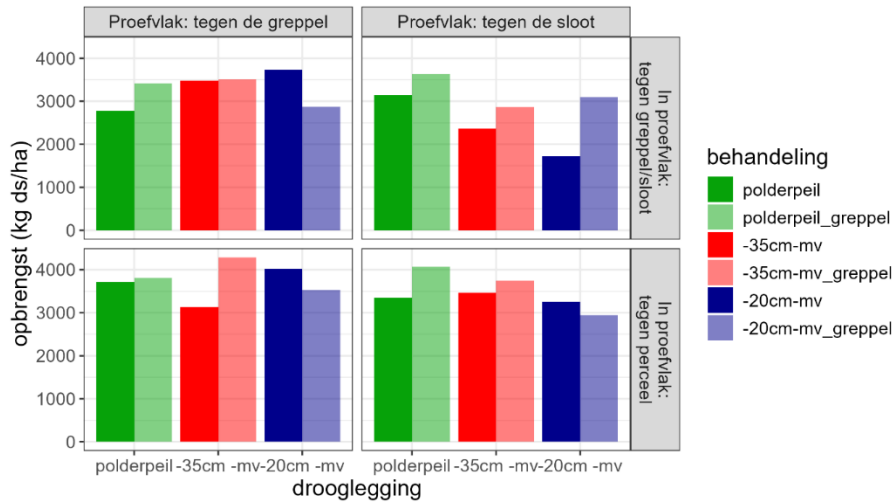 Proefvlak: tegen de greppel
Proefvlak: tegen de sloot
opbrengst (kg ds/ha)
4000
3000
2000
1000
0
In proefvlak:
tegen greppel/sloot
4000
3000
2000
1000
0
In proefvlak:
tegen perceel
polderpeil -35cm -mv -20cm -mv
polderpeil -35cm -mv -20cm -mv
drooglegging
behandeling
polderpeil
polderpeil_greppel
-35cm-mv
-35cm-mv_greppel
-20cm-mv
-20cm-mv_greppel